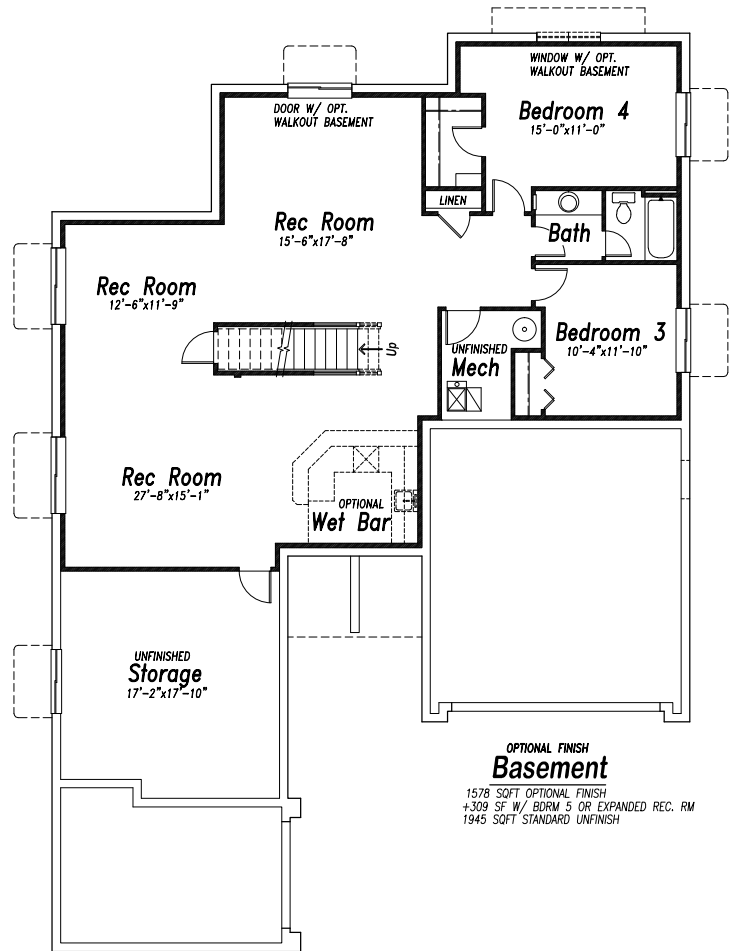 WINDOW W/ OPT.
WALKOUT BASEMENT
Bedroom 4
15'-0"x11'-0"
DOOR W/ OPT.
WALKOUT BASEMENT
LINEN
Rec Room
15'-6"x17'-8"
Bath
Rec Room
12'-6"x11'-9"
Bedroom 3
10'-4"x11'-10"
UNFINISHED
Mech
Up
Rec Room
27'-8"x15'-1"
OPTIONAL
Wet Bar
UNFINISHED
Storage
17'-2"x17'-10"
OPTIONAL FINISH
Basement
1578 SQFT OPTIONAL FINISH
+309 SF W/ BDRM 5 OR EXPANDED REC. RM
1945 SQFT STANDARD UNFINISH